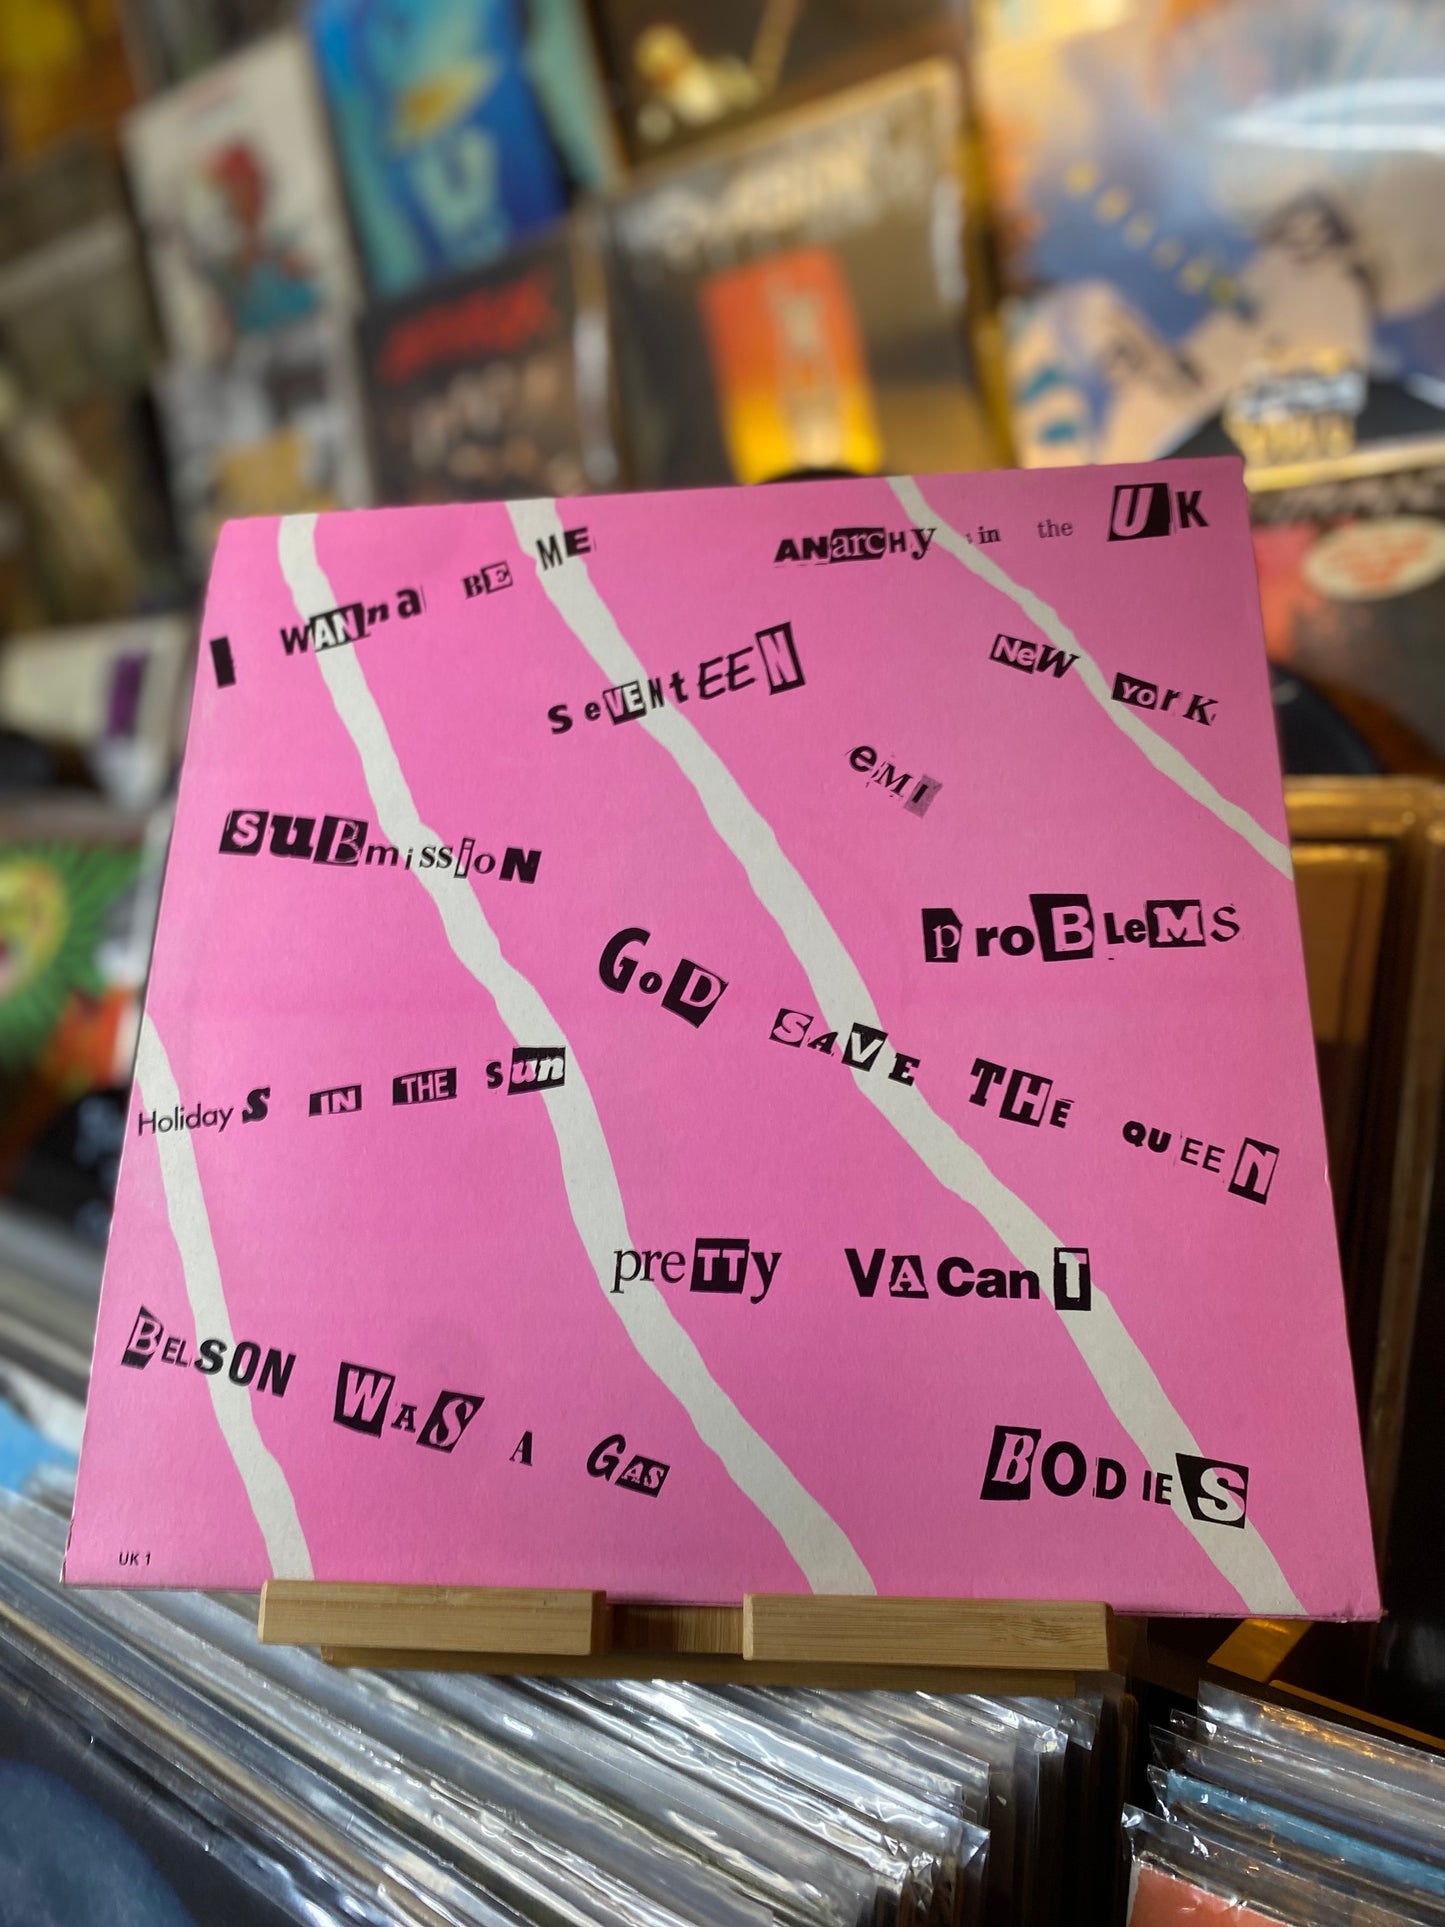 I WANna BE ME
ANarcHy in the UK
SeVENtEEN
NeW YOrK
eMI
SuBmissioN
ProBLeMS
GoD SAVE THE QUEEN
HolidayS IN THE Sun
preTTy VACanT
BELSON WAS A GAS
BODIES
UK 1